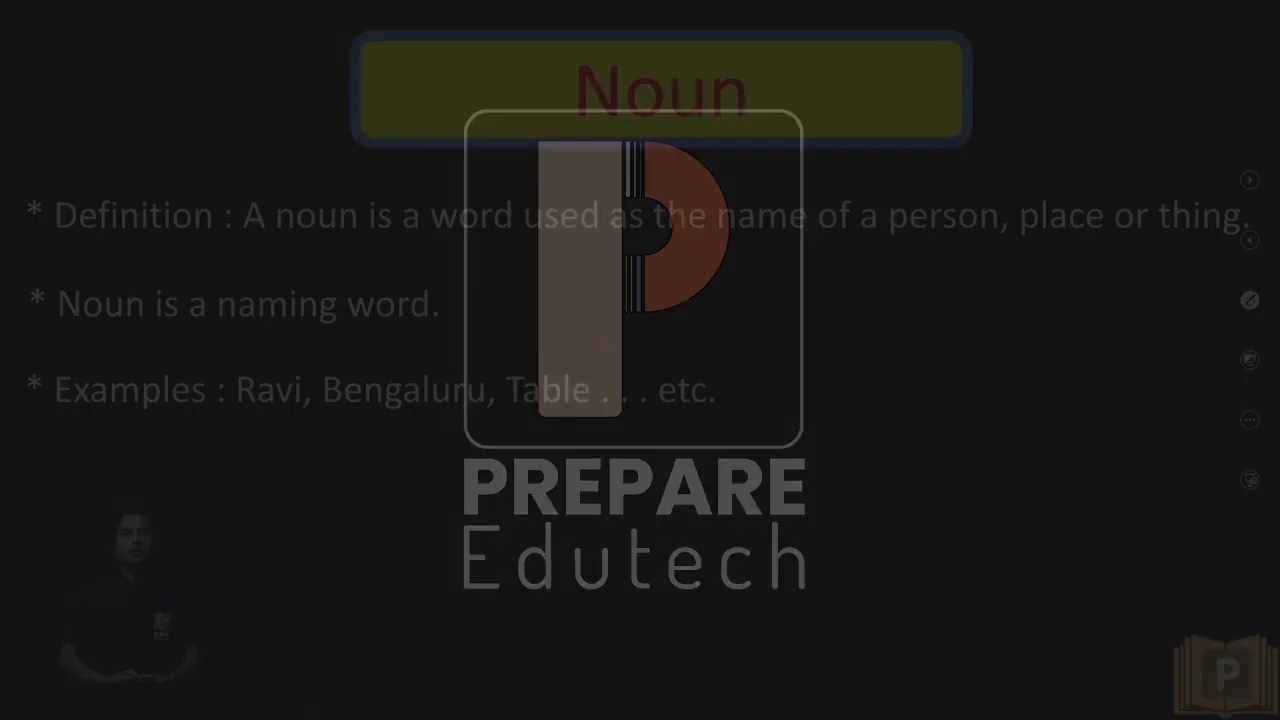 Noun
* Definition : A noun is a word used as the name of a person, place or thing.
* Noun is a naming word.
* Examples : Ravi, Bengaluru, Table . . . etc.
PREPARE
Edutech
P